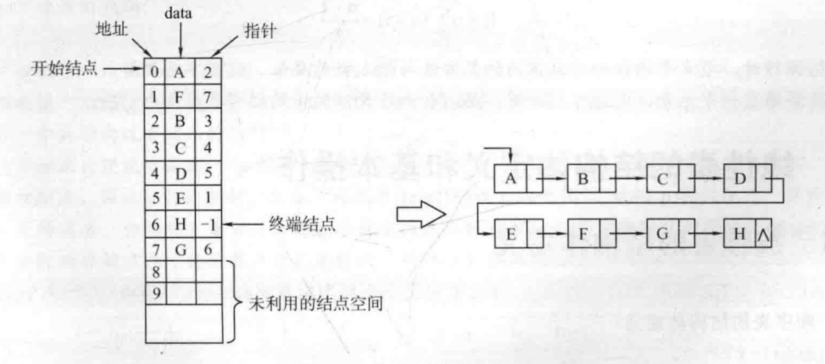 data
地址
指针
开始结点
0 A 2
1 F 7
2 B 3
3 C 4
4 D 5
5 E 1
6 H -1
终端结点
7 G 6
8
9
未利用的结点空间
A B C D
E F G H ∧